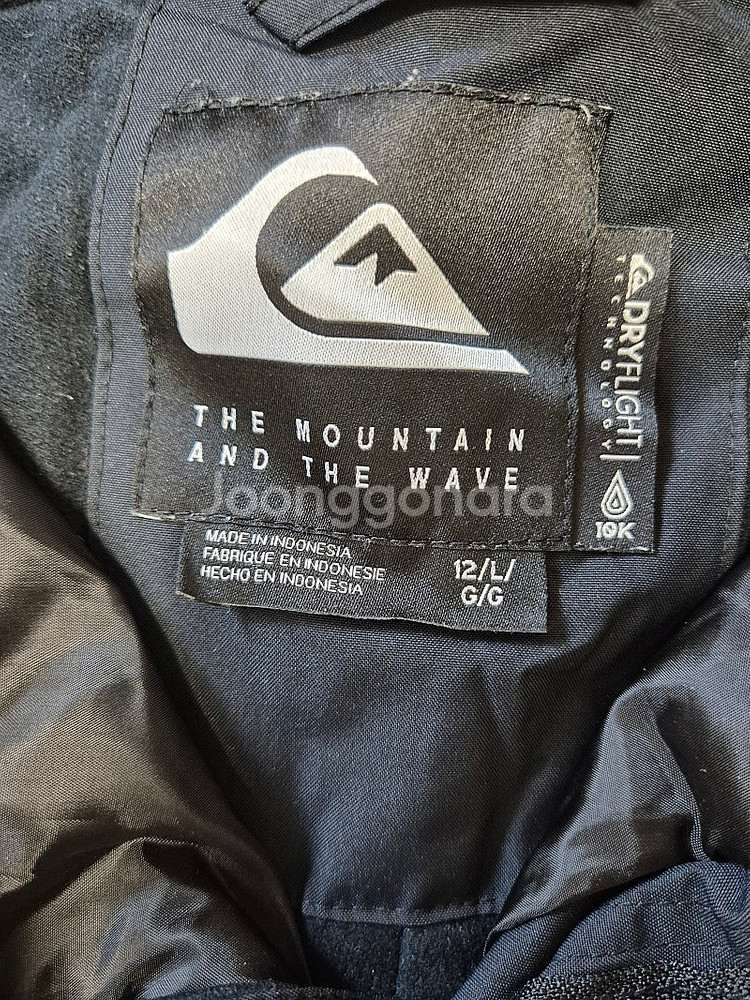 THE MOUNTAIN
AND THE WAVE
Joonggonara
DRYFLIGHT
TECHNOLOGY
10K
MADE IN INDONESIA
FABRIQUE EN INDONESIE
HECHO EN INDONESIA
12/L/
G/G